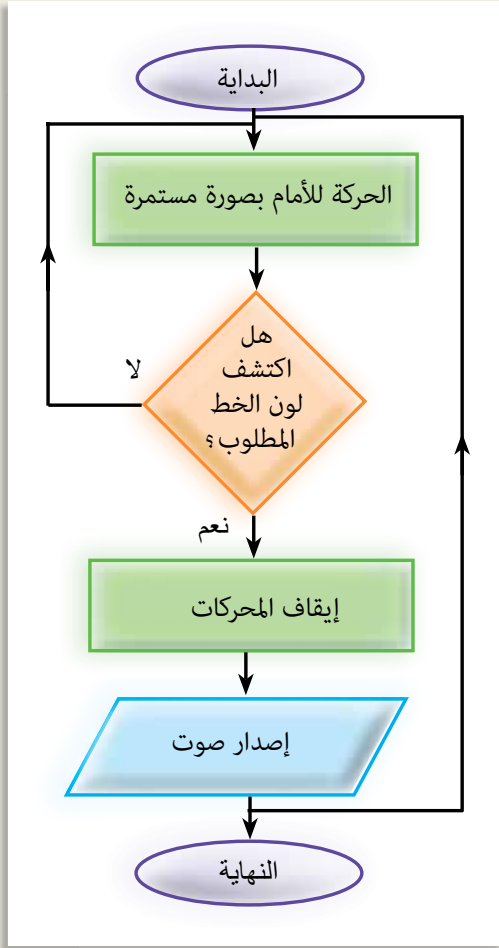 البداية
الحركة للأمام بصورة مستمرة
هل
اكتشف
لون الخط
المطلوب؟
لا
نعم
إيقاف المحركات
إصدار صوت
النهاية